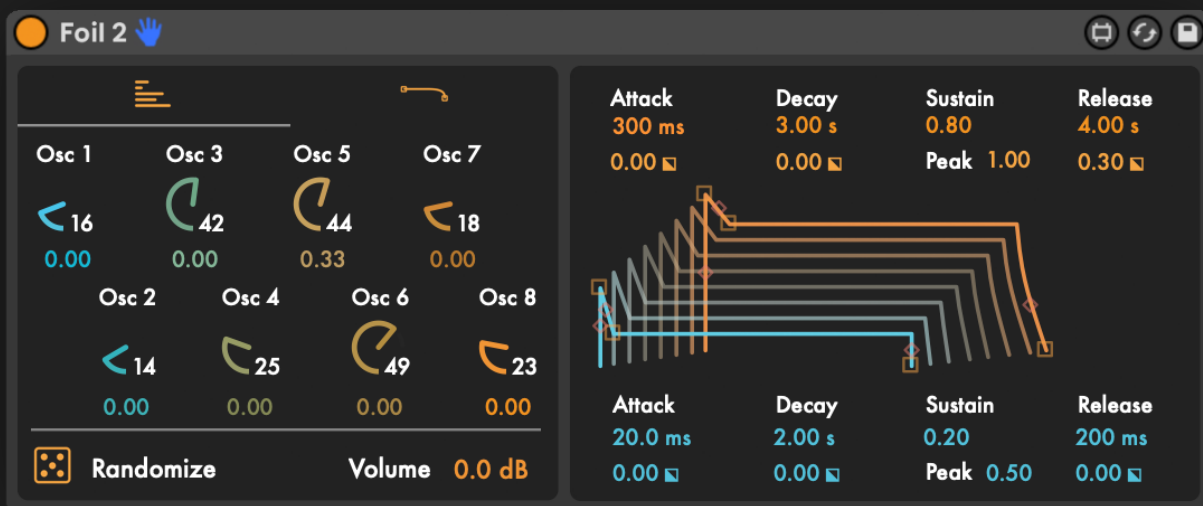 Foil 2
Osc 1 Osc 3 Osc 5 Osc 7
16 42 44 18
0.00 0.00 0.33 0.00
Osc 2 Osc 4 Osc 6 Osc 8
14 25 49 23
0.00 0.00 0.00 0.00
Randomize Volume 0.0 dB
Attack Decay Sustain Release
300 ms 3.00 s 0.80 4.00 s
0.00 0.00 Peak 1.00 0.30
Attack Decay Sustain Release
20.0 ms 2.00 s 0.20 200 ms
0.00 0.00 Peak 0.50 0.00